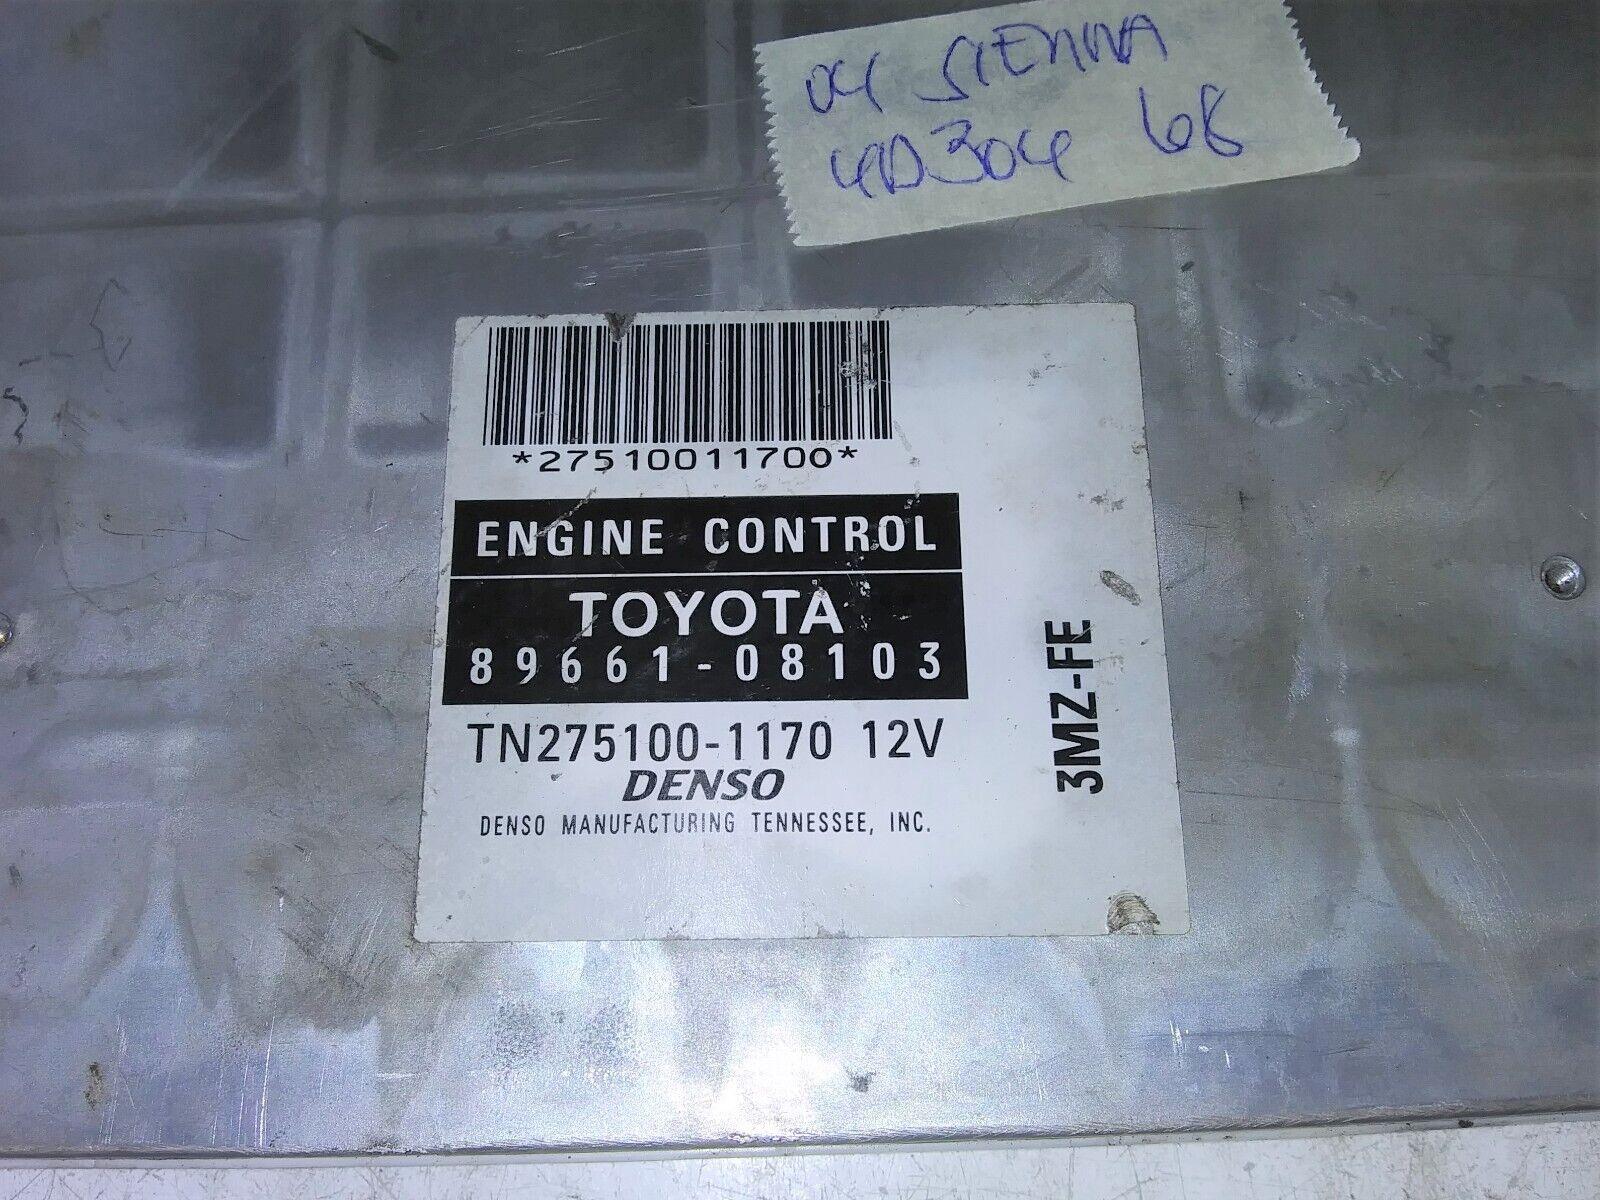 04 SIENNA
4D304 68
*27510011700*
ENGINE CONTROL
TOYOTA
89661-08103
TN275100-1170 12V
DENSO
DENSO MANUFACTURING TENNESSEE, INC.
3MZ-FE